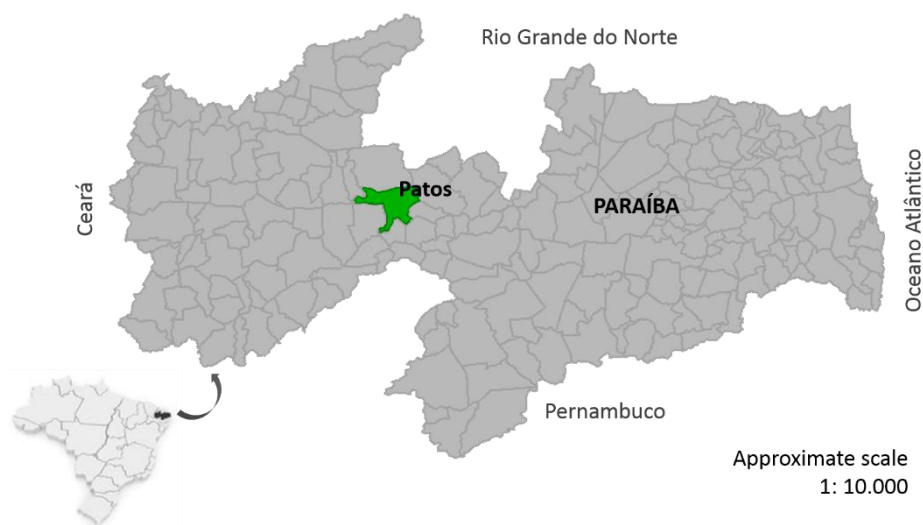 Rio Grande do Norte
Ceará
Patos
PARAÍBA
Oceano Atlântico
Pernambuco
Approximate scale
1: 10.000